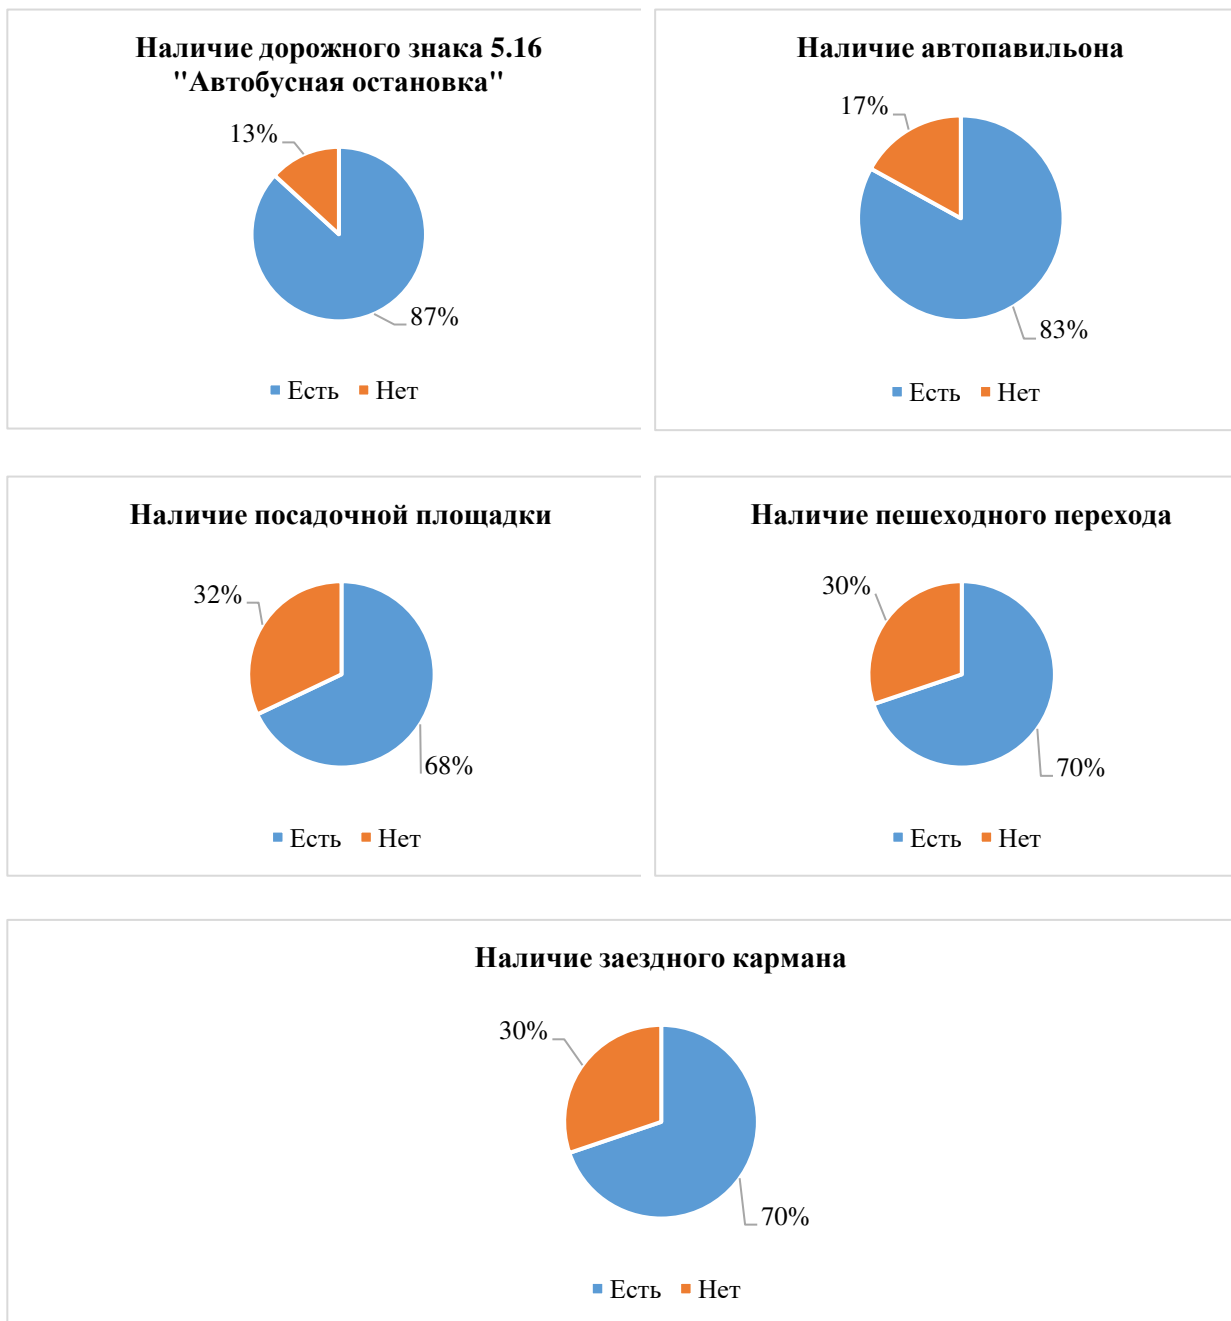 Наличие дорожного знака 5.16
"Автобусная остановка"
13%
87%
Есть Нет
Наличие автопавильона
17%
83%
Есть Нет
Наличие посадочной площадки
32%
68%
Есть Нет
Наличие пешеходного перехода
30%
70%
Есть Нет
Наличие заездного кармана
30%
70%
Есть Нет